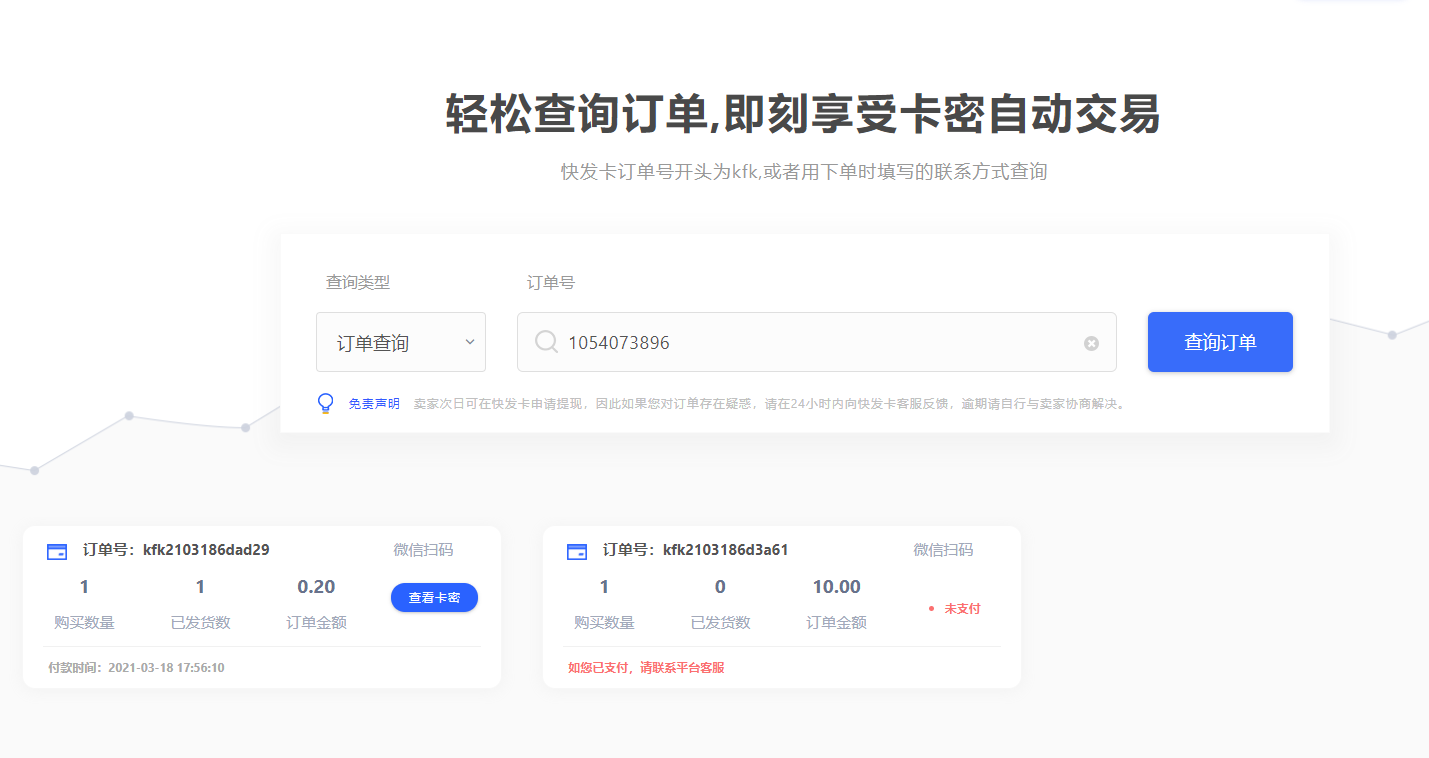 轻松查询订单,即刻享受卡密自动交易
快发卡订单号开头为kfk,或者用下单时填写的联系方式查询
查询类型
订单号
订单查询
1054073896
查询订单
免责声明 卖家次日可在快发卡申请提现，因此如果您对订单存在疑惑，请在24小时内向快发卡客服反馈，逾期请自行与卖家协商解决。
订单号：kfk2103186dad29 微信扫码
1 1 0.20
查看卡密
购买数量 已发货数 订单金额
付款时间：2021-03-18 17:56:10
订单号：kfk2103186d3a61 微信扫码
1 0 10.00
未支付
购买数量 已发货数 订单金额
如您已支付，请联系平台客服